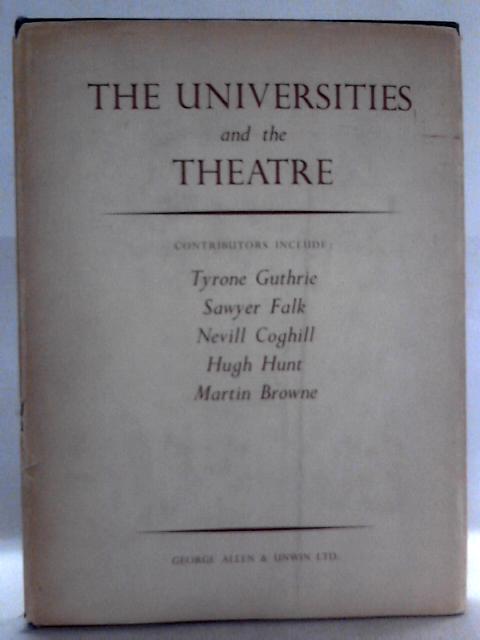 THE UNIVERSITIES
and the
THEATRE
CONTRIBUTORS INCLUDE:
Tyrone Guthrie
Sawyer Falk
Nevill Coghill
Hugh Hunt
Martin Browne
GEORGE ALLEN & UNWIN LTD.